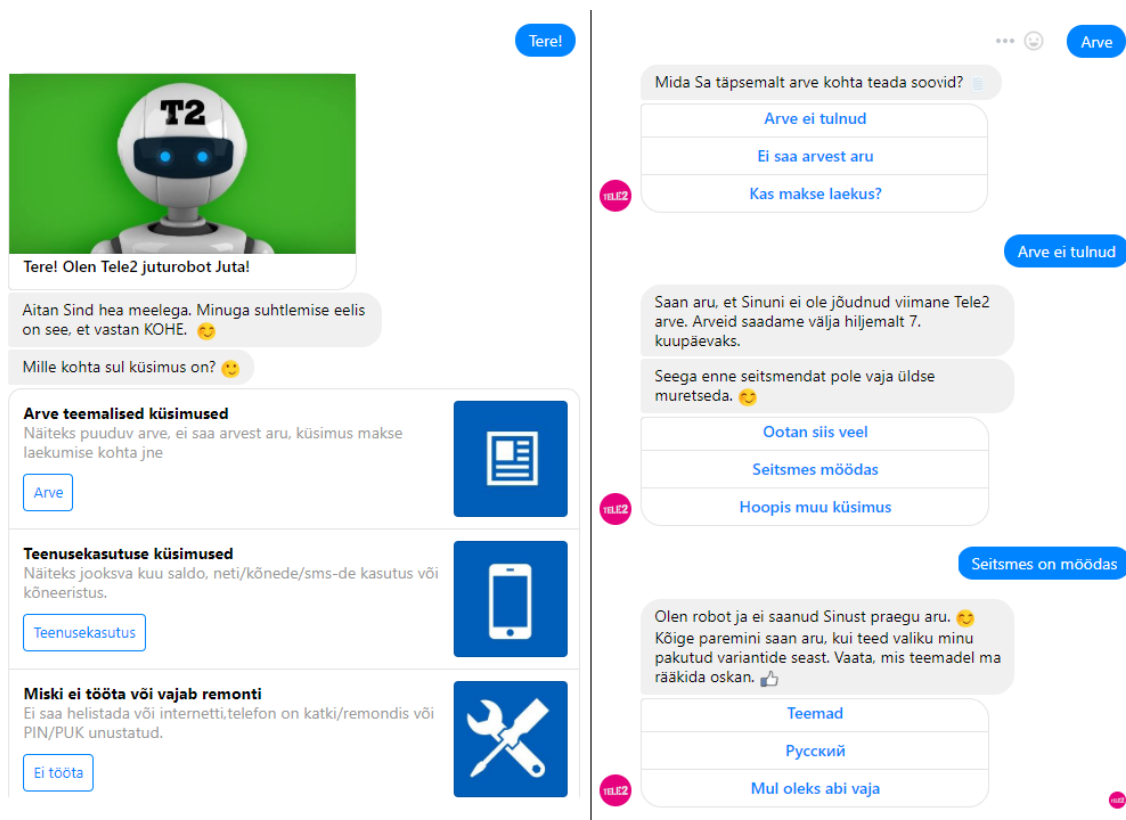 Tere!
T2
Tere! Olen Tele2 juturobot Juta!
Aitan Sind hea meelega. Minuga suhtlemise eelis
on see, et vastan KOHE. 😊
Mille kohta sul küsimus on? 🙂
Arve teemalised küsimused
Näiteks puuduv arve, ei saa arvest aru, küsimus makse
laekumise kohta jne
Arve
Teenusekasutuse küsimused
Näiteks jooksva kuu saldo, neti/kõnede/sms-de kasutus või
kõneeristus.
Teenusekasutus
Miski ei tööta või vajab remonti
Ei saa helistada või internetti,telefon on katki/remondis või
PIN/PUK unustatud.
Ei tööta
Arve
Mida Sa täpsemalt arve kohta teada soovid?
Arve ei tulnud
Ei saa arvest aru
Kas makse laekus?
TELE2
Arve ei tulnud
Saan aru, et Sinuni ei ole jõudnud viimane Tele2
arve. Arveid saadame välja hiljemalt 7.
kuupäevaks.
Seega enne seitsmendat pole vaja üldse
muretseda. 😊
Ootan siis veel
Seitsmes möödas
Hoopis muu küsimus
TELE2
Seitsmes on möödas
Olen robot ja ei saanud Sinust praegu aru. 😊
Kõige paremini saan aru, kui teed valiku minu
pakutud variantide seast. Vaata, mis teemadel ma
rääkida oskan. 👍
Teemad
Русский
Mul oleks abi vaja
TELE2
TELE2